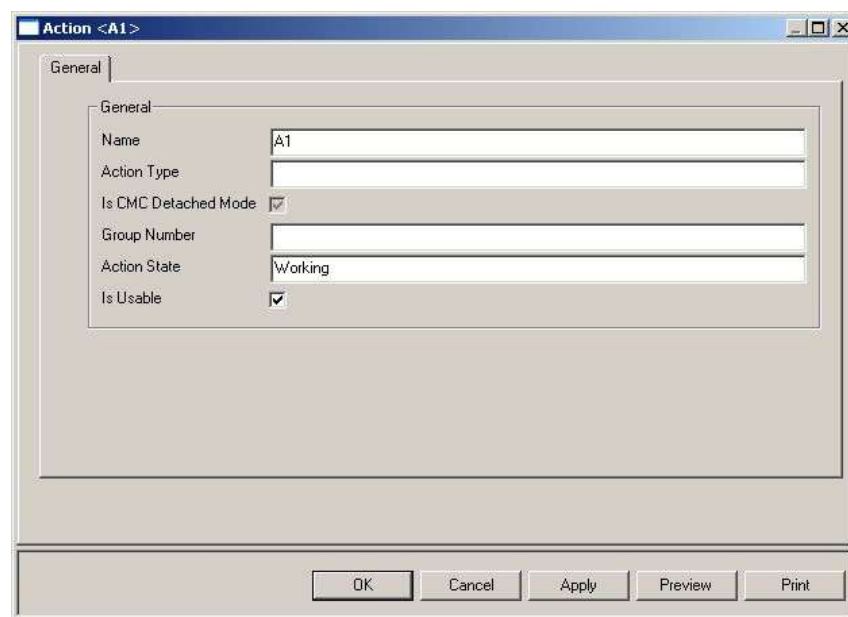 Action <A1>
General
General
Name
A1
Action Type
Is CMC Detached Mode
Group Number
Action State
Working
Is Usable
OK
Cancel
Apply
Preview
Print